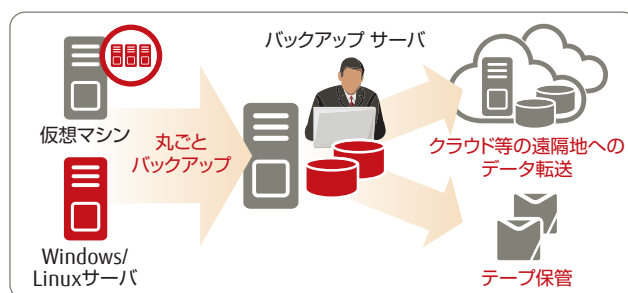 バックアップ サーバ
仮想マシン
丸ごと
バックアップ
Windows/
Linuxサーバ
クラウド等の遠隔地への
データ転送
テープ保管